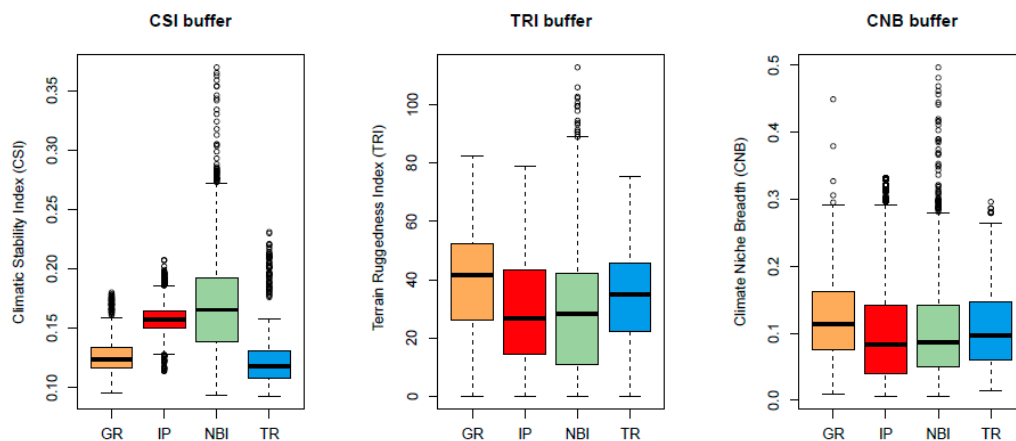 CSI buffer
Climatic Stability Index (CSI)
0.35
0.30
0.25
0.20
0.15
0.10
GR IP NBI TR
TRI buffer
Terrain Ruggedness Index (TRI)
100
80
60
40
20
0
GR IP NBI TR
CNB buffer
Climate Niche Breadth (CNB)
0.5
0.4
0.3
0.2
0.1
0.0
GR IP NBI TR